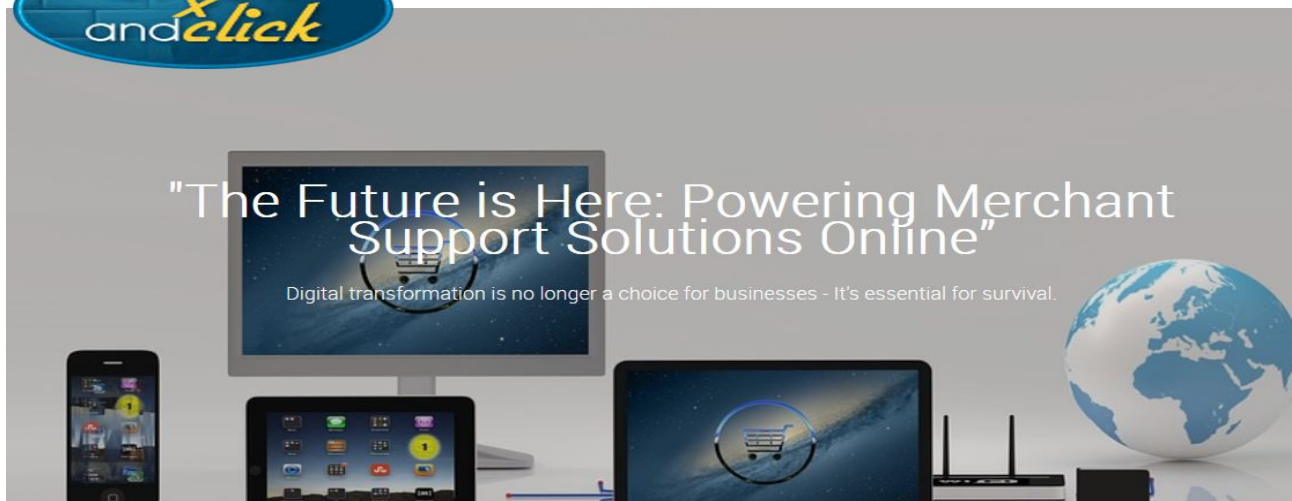 andclick
"The Future is Here: Powering Merchant
Support Solutions Online"
Digital transformation is no longer a choice for businesses - It's essential for survival.